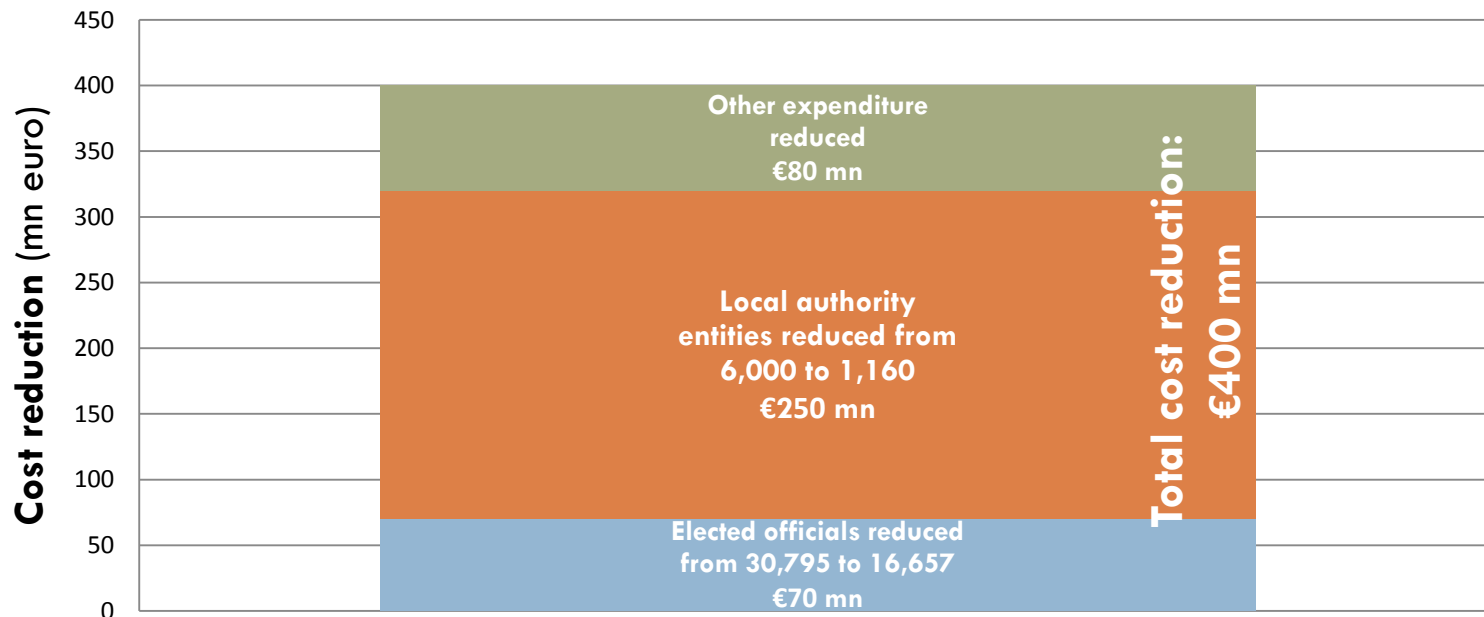 Cost reduction (mn euro)
450
400
350
300
250
200
150
100
50
0
Other expenditure
reduced
€80 mn
Local authority
entities reduced from
6,000 to 1,160
€250 mn
Elected officials reduced
from 30,795 to 16,657
€70 mn
Total cost reduction:
€400 mn